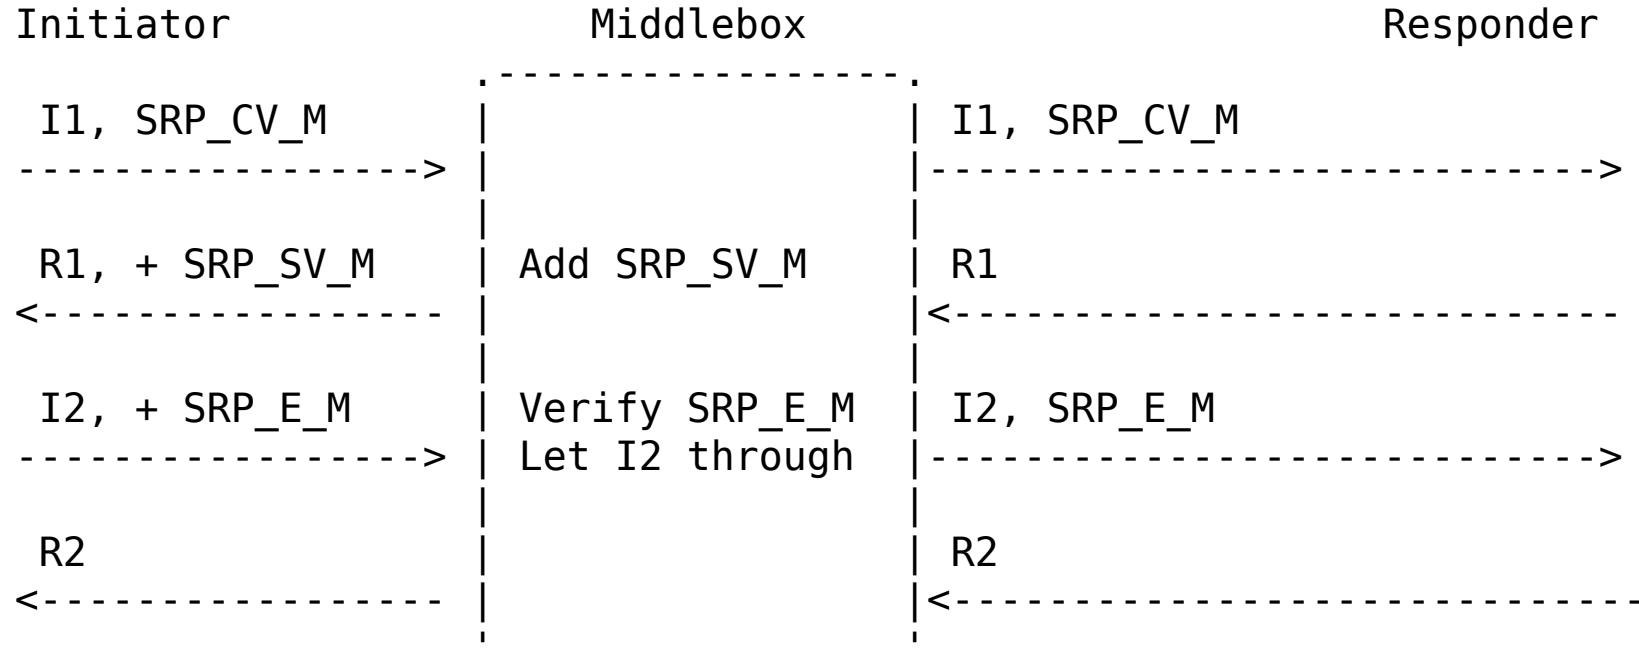 Initiator Middlebox Responder
.-----------------.
I1, SRP_CV_M | | I1, SRP_CV_M
-----------------> | |---------------------------->
| |
R1, + SRP_SV_M | Add SRP_SV_M | R1
<----------------- | |<----------------------------
| |
I2, + SRP_E_M | Verify SRP_E_M | I2, SRP_E_M
-----------------> | Let I2 through |---------------------------->
| |
R2 | | R2
<----------------- | |<-----------------------------